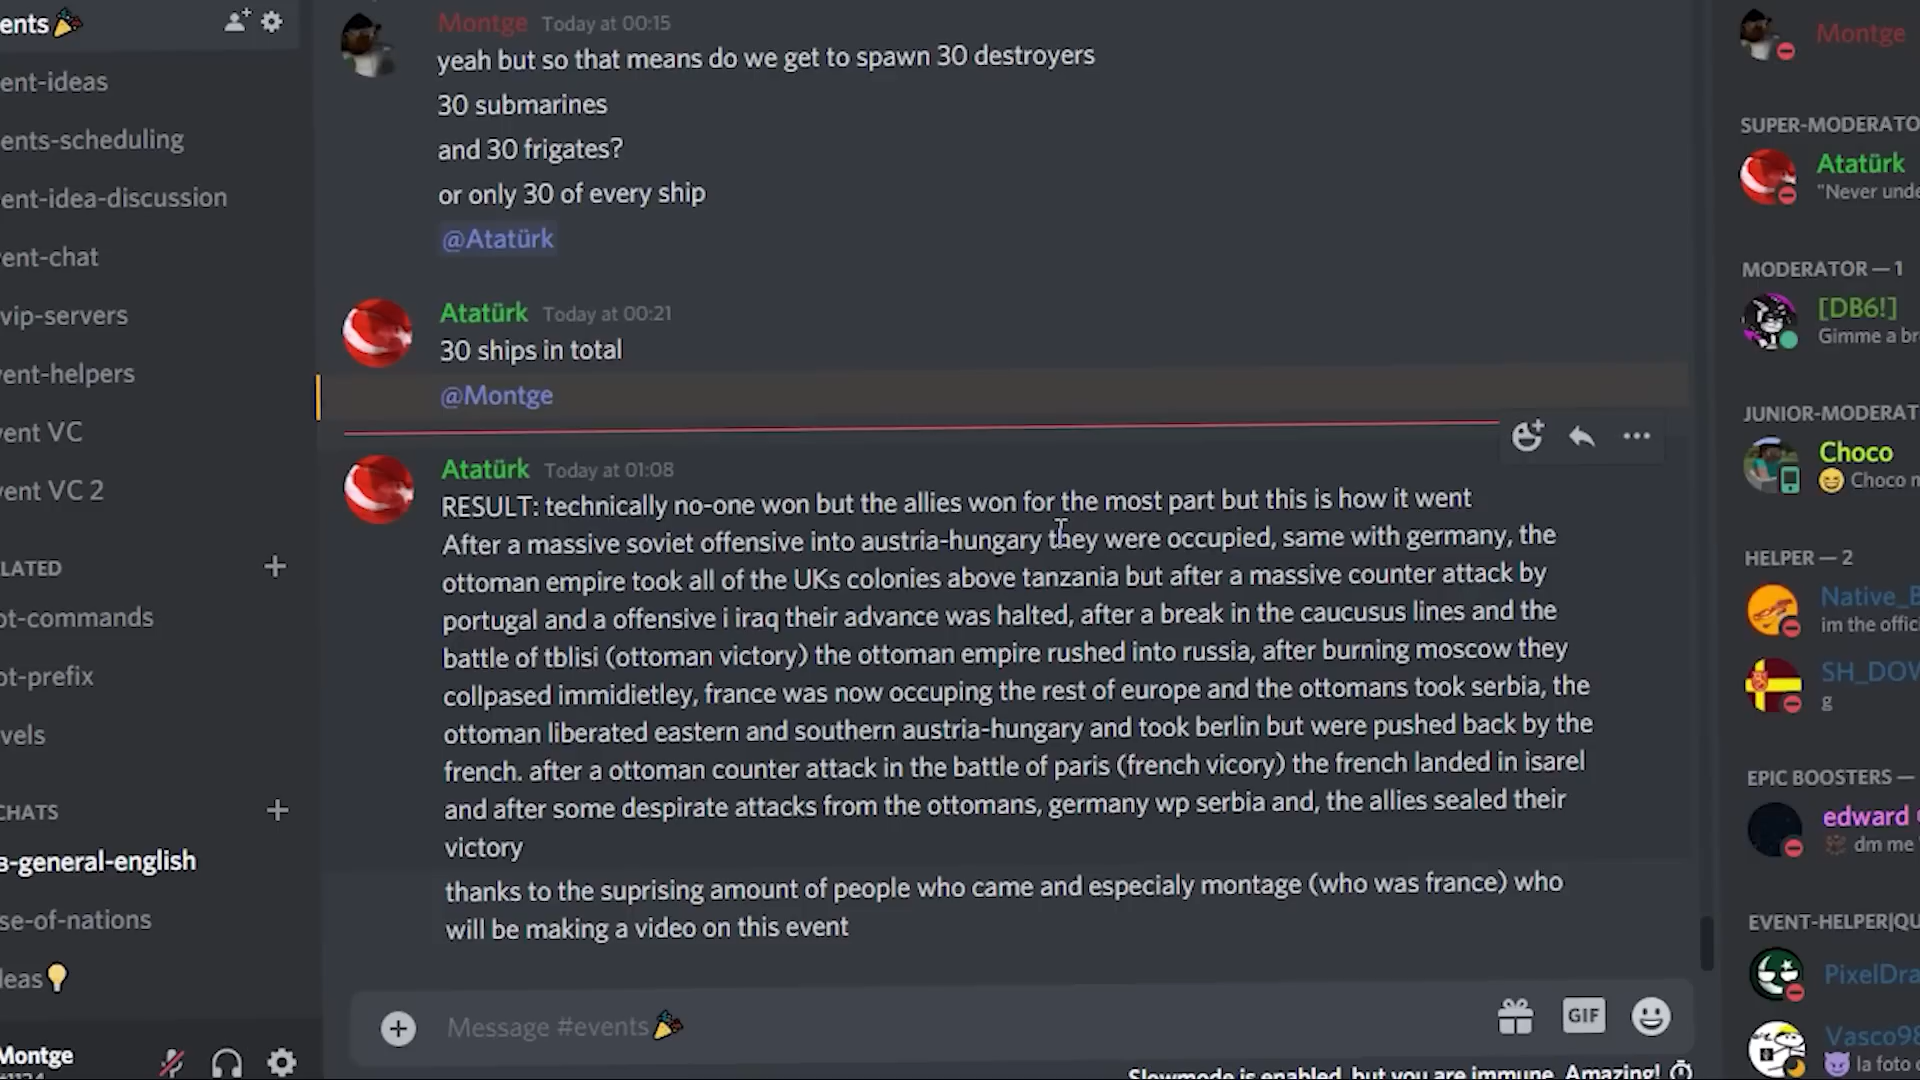 ents🎉
ent-ideas
ents-scheduling
ent-idea-discussion
ent-chat
vip-servers
ent-helpers
ent VC
ent VC 2
LATED
ot-commands
ot-prefix
vels
CHATS
-general-english
se-of-nations
deas💡
Montge
Montge Today at 00:15
yeah but so that means do we get to spawn 30 destroyers
30 submarines
and 30 frigates?
or only 30 of every ship
@Atatürk
Atatürk Today at 00:21
30 ships in total
@Montge
Atatürk Today at 01:08
RESULT: technically no-one won but the allies won for the most part but this is how it went
After a massive soviet offensive into austria-hungary they were occupied, same with germany, the
ottoman empire took all of the UKs colonies above tanzania but after a massive counter attack by
portugal and a offensive i iraq their advance was halted, after a break in the caucusus lines and the
battle of tblisi (ottoman victory) the ottoman empire rushed into russia, after burning moscow they
collpased immidietley, france was now occuping the rest of europe and the ottomans took serbia, the
ottoman liberated eastern and southern austria-hungary and took berlin but were pushed back by the
french. after a ottoman counter attack in the battle of paris (french vicory) the french landed in isarel
and after some despirate attacks from the ottomans, germany wp serbia and, the allies sealed their
victory
thanks to the suprising amount of people who came and especialy montage (who was france) who
will be making a video on this event
Message #events🎉
GIF
Slowmode is enabled, but you are immune. Amazing!
Montge
SUPER-MODERATO
Atatürk
"Never unde
MODERATOR — 1
[DB6!]
Gimme a br
JUNIOR-MODERAT
Choco
😄 Choco m
HELPER — 2
Native_B
im the offici
SH_DOW
g
EPIC BOOSTERS —
edward
dm me
EVENT-HELPER|QU
PixelDra
Vasco98
😈 la foto